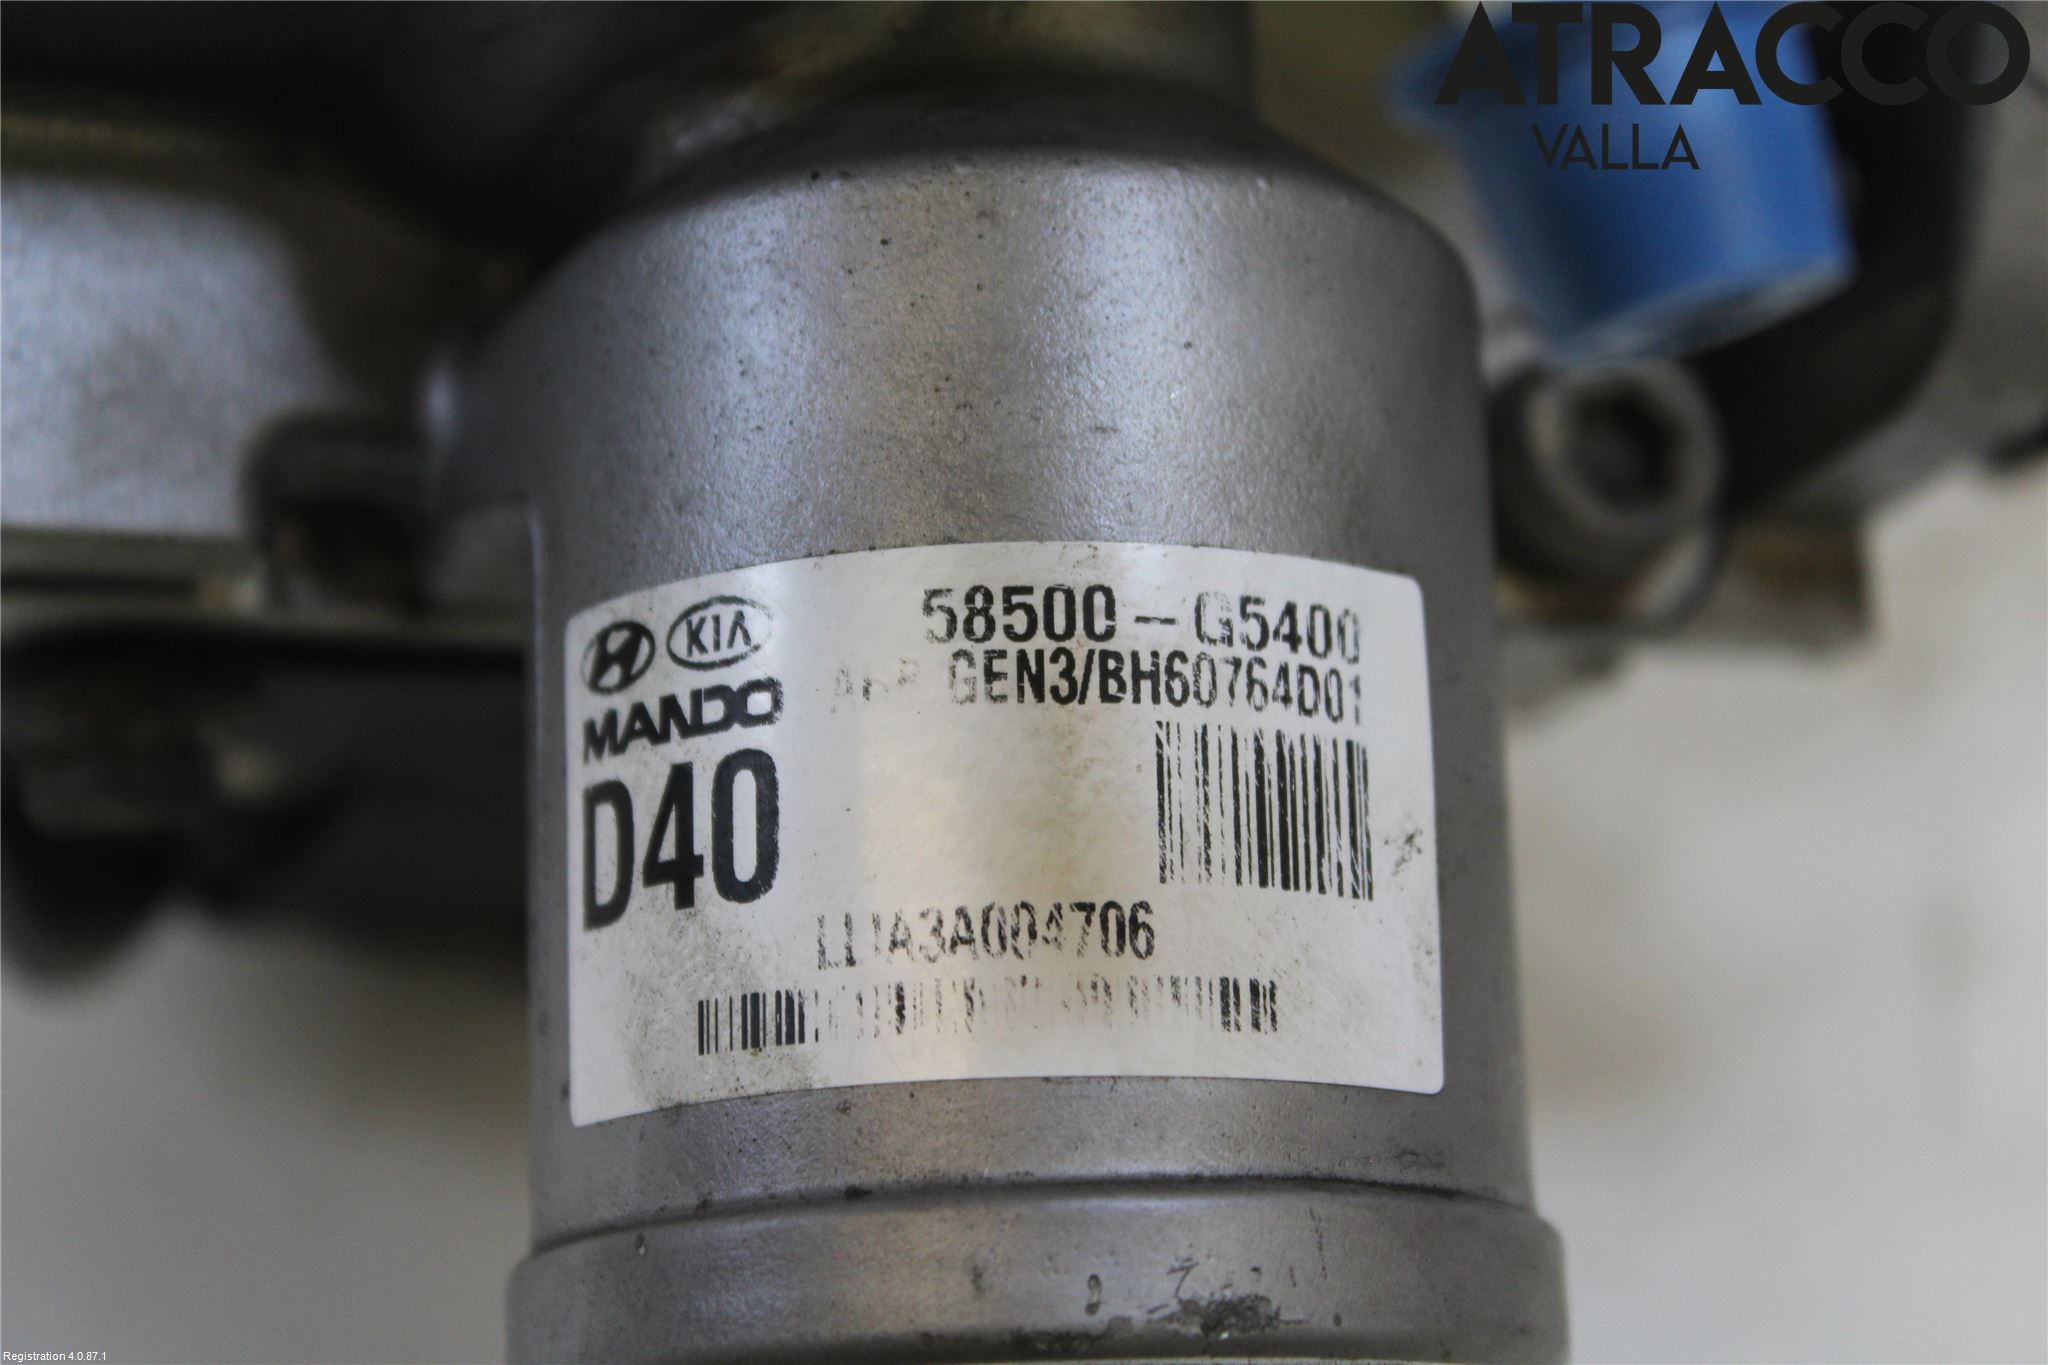 ATRACCO
VALLA
KIA
58500-G5400
MANDO
GEN3/BH60764D01
D40
Registration 4.0.87.1